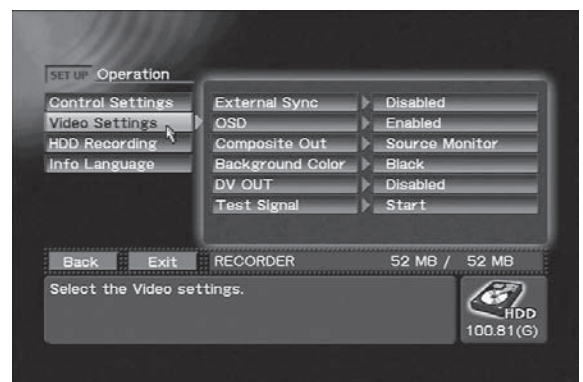 SET UP Operation
Control Settings
Video Settings
HDD Recording
Info Language
External Sync Disabled
OSD Enabled
Composite Out Source Monitor
Background Color Black
DV OUT Disabled
Test Signal Start
Back Exit RECORDER 52 MB / 52 MB
Select the Video settings.
HDD
100.81(G)